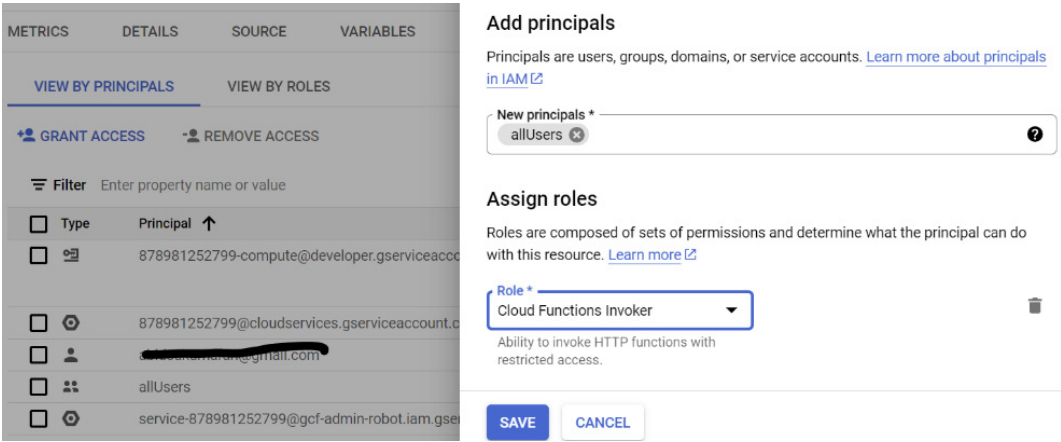 METRICS DETAILS SOURCE VARIABLES
VIEW BY PRINCIPALS VIEW BY ROLES
GRANT ACCESS REMOVE ACCESS
Filter Enter property name or value
Type Principal
878981252799-compute@developer.gserviceacco
878981252799@cloudservices.gserviceaccount.c
@gmail.com
allUsers
service-878981252799@gcf-admin-robot.iam.gser
Add principals
Principals are users, groups, domains, or service accounts. Learn more about principals
in IAM
New principals *
allUsers
Assign roles
Roles are composed of sets of permissions and determine what the principal can do
with this resource. Learn more
Role *
Cloud Functions Invoker
Ability to invoke HTTP functions with
restricted access.
SAVE CANCEL